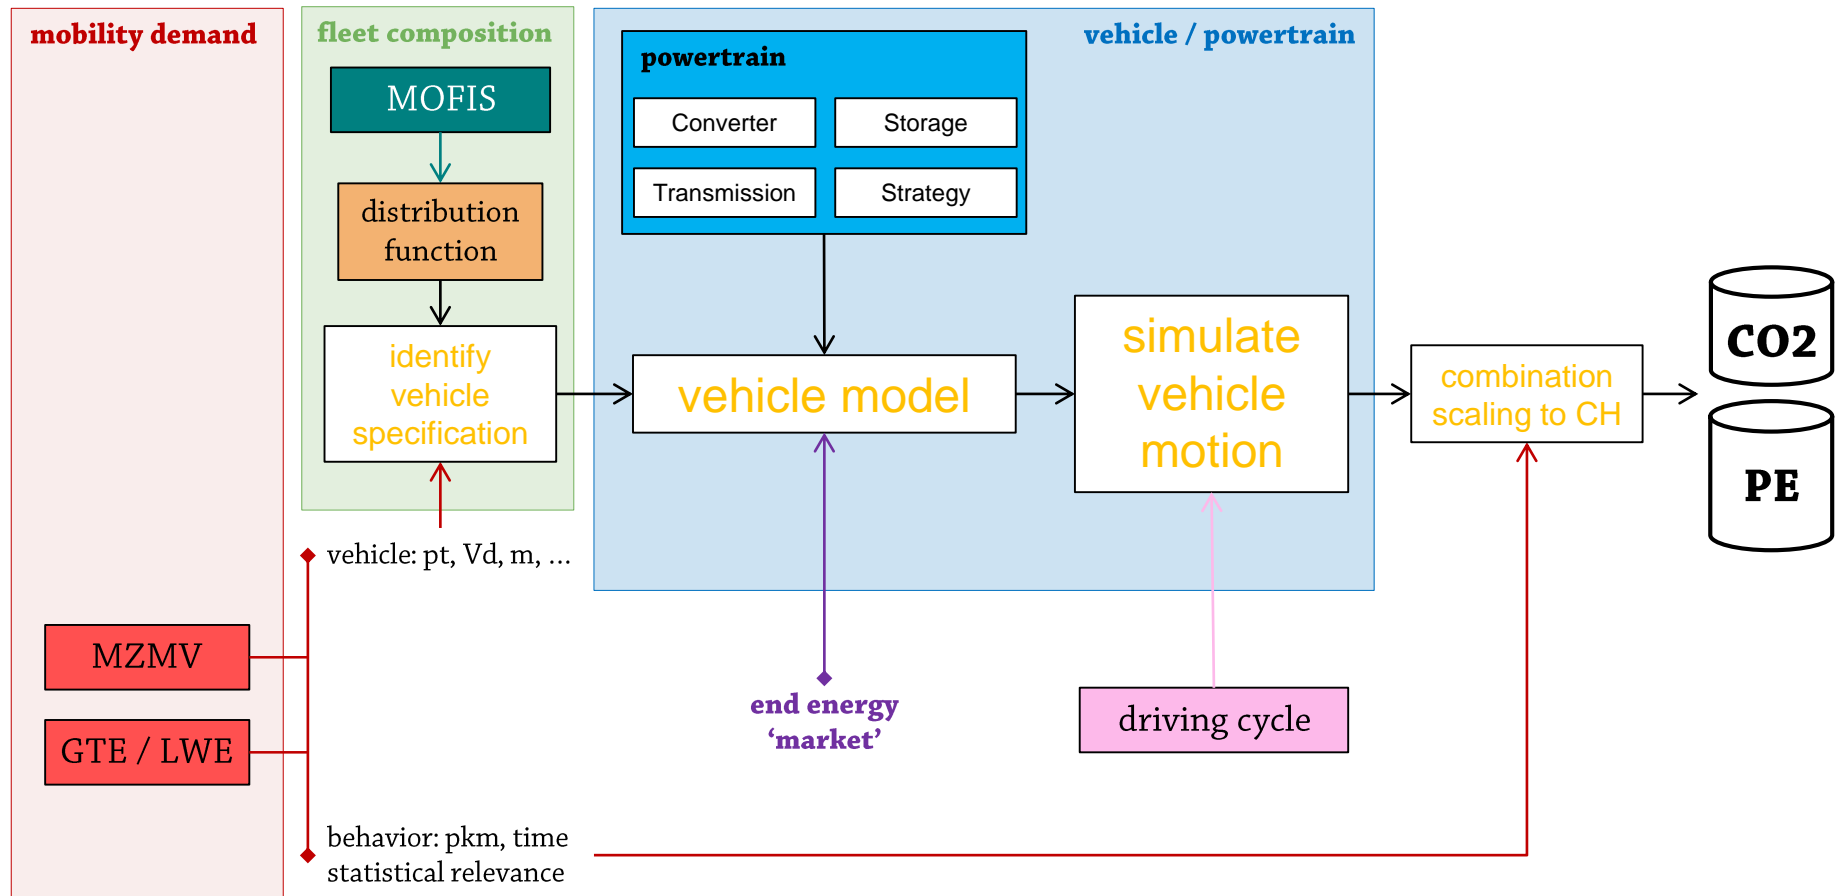 mobility demand
fleet composition
vehicle / powertrain
MOFIS
distribution
function
identify
vehicle
specification
powertrain
Converter
Storage
Transmission
Strategy
vehicle model
simulate
vehicle
motion
combination
scaling to CH
CO2
PE
vehicle: pt, Vd, m, ...
MZMV
GTE / LWE
end energy
‘market’
driving cycle
behavior: pkm, time
statistical relevance